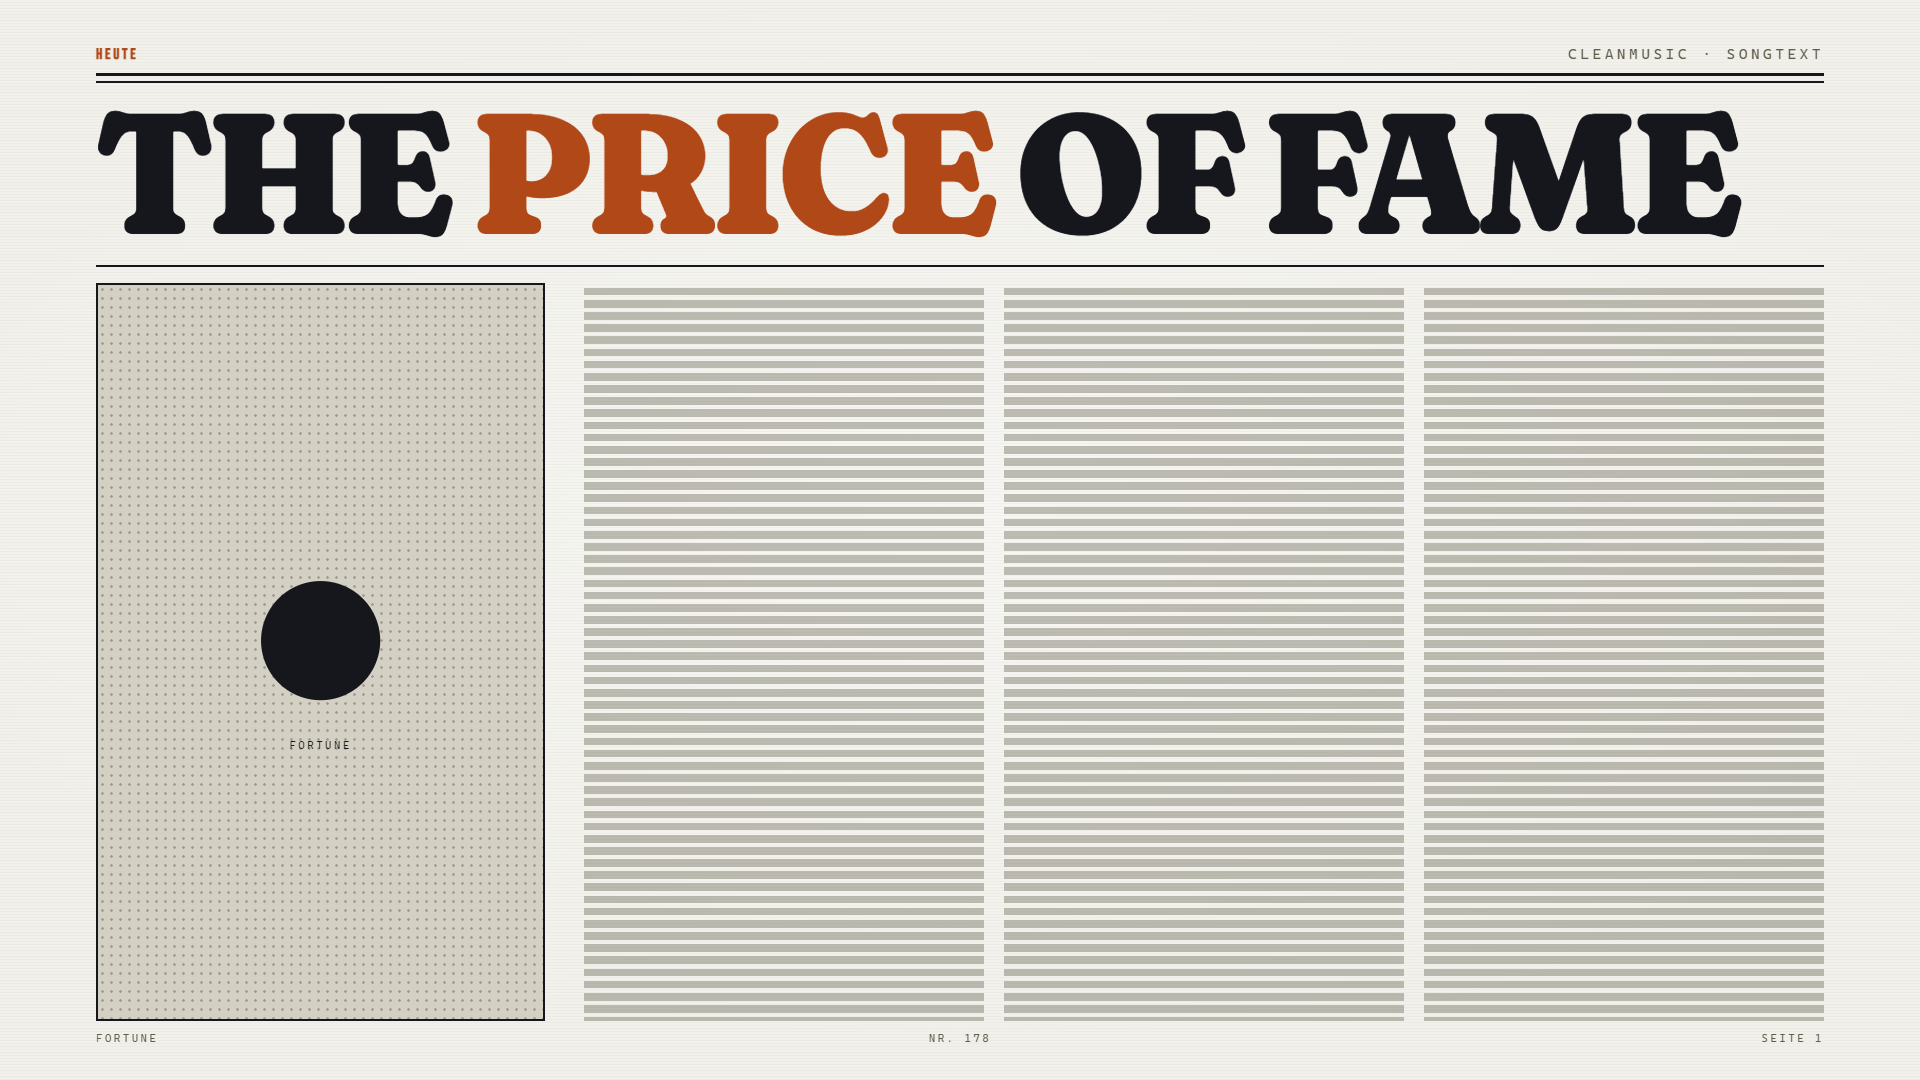 HEUTE
CLEANMUSIC · SONGTEXT
THE PRICE OF FAME
FORTUNE
FORTUNE
NR. 178
SEITE 1